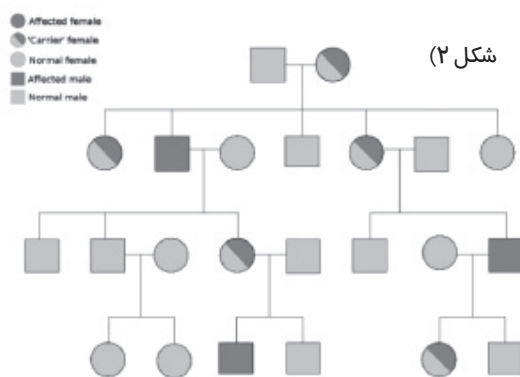 Affected female
'Carrier' female
Normal female
Affected male
Normal male
شکل ۲)